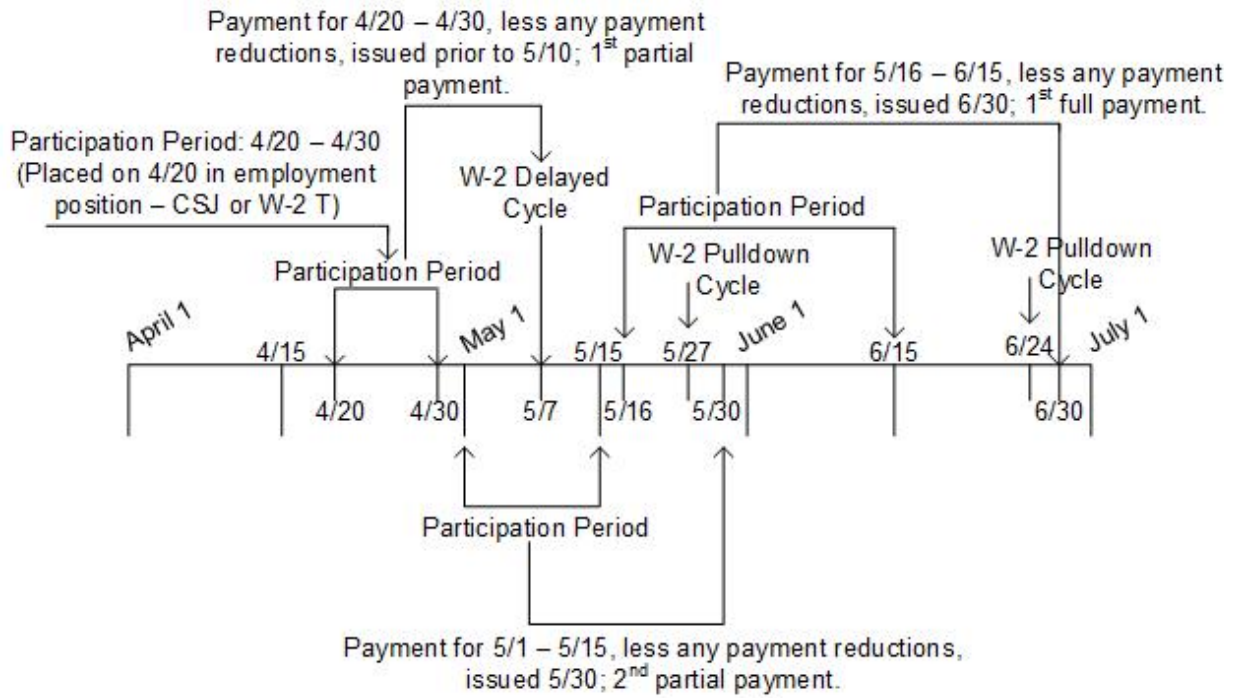 Payment for 4/20 – 4/30, less any payment
reductions, issued prior to 5/10; 1st partial
payment.
Payment for 5/16 – 6/15, less any payment
reductions, issued 6/30; 1st full payment.
Participation Period: 4/20 – 4/30
(Placed on 4/20 in employment
position – CSJ or W-2 T)
W-2 Delayed
Cycle
Participation Period
W-2 Pulldown
Cycle
W-2 Pulldown
Cycle
Participation Period
April 1
May 1
June 1
July 1
4/15
5/15
5/27
6/15
6/24
4/20
4/30
5/7
5/16
5/30
6/30
Participation Period
Payment for 5/1 – 5/15, less any payment reductions,
issued 5/30; 2nd partial payment.